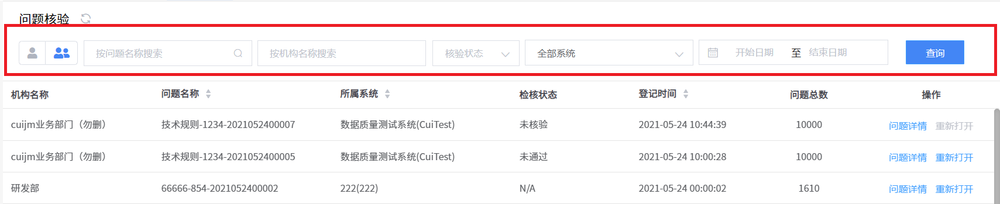 问题核验
按问题名称搜索 按机构名称搜索 核验状态 全部系统 开始日期 至 结束日期 查询
机构名称 问题名称 所属系统 检核状态 登记时间 问题总数 操作
cuijm业务部门（勿删） 技术规则-1234-2021052400007 数据质量测试系统(CuiTest) 未核验 2021-05-24 10:44:39 10000 问题详情 重新打开
cuijm业务部门（勿删） 技术规则-1234-2021052400005 数据质量测试系统(CuiTest) 未通过 2021-05-24 10:00:28 10000 问题详情 重新打开
研发部 66666-854-2021052400002 222(222) N/A 2021-05-24 00:00:02 1610 问题详情 重新打开